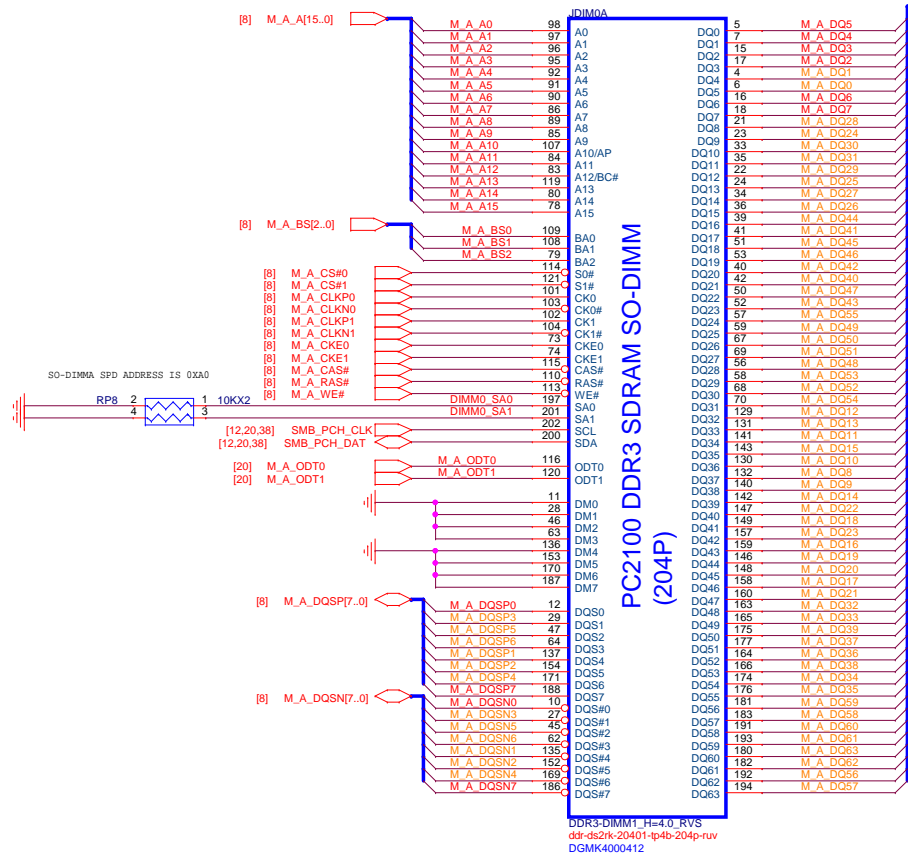 JDIM0A
[8] M_A_A[15..0]
M_A_A0 98 A0
M_A_A1 97 A1
M_A_A2 96 A2
M_A_A3 95 A3
M_A_A4 92 A4
M_A_A5 91 A5
M_A_A6 90 A6
M_A_A7 86 A7
M_A_A8 89 A8
M_A_A9 85 A9
M_A_A10 107 A10/AP
M_A_A11 84 A11
M_A_A12 83 A12/BC#
M_A_A13 119 A13
M_A_A14 80 A14
M_A_A15 78 A15
[8] M_A_BS[2..0]
M_A_BS0 109 BA0
M_A_BS1 108 BA1
M_A_BS2 79 BA2
[8] M_A_CS#0 114 S0#
[8] M_A_CS#1 121 S1#
[8] M_A_CLKP0 101 CK0
[8] M_A_CLKN0 103 CK0#
[8] M_A_CLKP1 102 CK1
[8] M_A_CLKN1 104 CK1#
[8] M_A_CKE0 73 CKE0
[8] M_A_CKE1 74 CKE1
[8] M_A_CAS# 115 CAS#
[8] M_A_RAS# 110 RAS#
[8] M_A_WE# 113 WE#
SO-DIMMA SPD ADDRESS IS 0XA0
RP8 2 1 10KX2 DIMM0_SA0 197 SA0
4 3 DIMM0_SA1 201 SA1
[12,20,38] SMB_PCH_CLK 202 SCL
[12,20,38] SMB_PCH_DAT 200 SDA
[20] M_A_ODT0 116 ODT0
[20] M_A_ODT1 120 ODT1
11 DM0
28 DM1
46 DM2
63 DM3
136 DM4
153 DM5
170 DM6
187 DM7
[8] M_A_DQSP[7..0]
M_A_DQSP0 12 DQS0
M_A_DQSP3 29 DQS1
M_A_DQSP5 47 DQS2
M_A_DQSP6 64 DQS3
M_A_DQSP1 137 DQS4
M_A_DQSP2 154 DQS5
M_A_DQSP4 171 DQS6
M_A_DQSP7 188 DQS7
[8] M_A_DQSN[7..0]
M_A_DQSN0 10 DQS#0
M_A_DQSN3 27 DQS#1
M_A_DQSN5 45 DQS#2
M_A_DQSN6 62 DQS#3
M_A_DQSN1 135 DQS#4
M_A_DQSN2 152 DQS#5
M_A_DQSN4 169 DQS#6
M_A_DQSN7 186 DQS#7
PC2100 DDR3 SDRAM SO-DIMM
(204P)
DQ0 5 M_A_DQ5
DQ1 7 M_A_DQ4
DQ2 15 M_A_DQ3
DQ3 17 M_A_DQ2
DQ4 4 M_A_DQ1
DQ5 6 M_A_DQ0
DQ6 16 M_A_DQ6
DQ7 18 M_A_DQ7
DQ8 21 M_A_DQ28
DQ9 23 M_A_DQ24
DQ10 33 M_A_DQ30
DQ11 35 M_A_DQ31
DQ12 22 M_A_DQ29
DQ13 24 M_A_DQ25
DQ14 34 M_A_DQ27
DQ15 36 M_A_DQ26
DQ16 39 M_A_DQ44
DQ17 41 M_A_DQ41
DQ18 51 M_A_DQ45
DQ19 53 M_A_DQ46
DQ20 40 M_A_DQ42
DQ21 42 M_A_DQ40
DQ22 50 M_A_DQ47
DQ23 52 M_A_DQ43
DQ24 57 M_A_DQ55
DQ25 59 M_A_DQ49
DQ26 67 M_A_DQ50
DQ27 69 M_A_DQ51
DQ28 56 M_A_DQ48
DQ29 58 M_A_DQ53
DQ30 68 M_A_DQ52
DQ31 70 M_A_DQ54
DQ32 129 M_A_DQ12
DQ33 131 M_A_DQ13
DQ34 141 M_A_DQ11
DQ35 143 M_A_DQ15
DQ36 130 M_A_DQ10
DQ37 132 M_A_DQ8
DQ38 140 M_A_DQ9
DQ39 142 M_A_DQ14
DQ40 147 M_A_DQ22
DQ41 149 M_A_DQ18
DQ42 157 M_A_DQ23
DQ43 159 M_A_DQ16
DQ44 146 M_A_DQ19
DQ45 148 M_A_DQ20
DQ46 158 M_A_DQ17
DQ47 160 M_A_DQ21
DQ48 163 M_A_DQ32
DQ49 165 M_A_DQ33
DQ50 175 M_A_DQ39
DQ51 177 M_A_DQ37
DQ52 164 M_A_DQ36
DQ53 166 M_A_DQ38
DQ54 174 M_A_DQ34
DQ55 176 M_A_DQ35
DQ56 181 M_A_DQ59
DQ57 183 M_A_DQ58
DQ58 191 M_A_DQ60
DQ59 193 M_A_DQ61
DQ60 180 M_A_DQ63
DQ61 182 M_A_DQ62
DQ62 192 M_A_DQ56
DQ63 194 M_A_DQ57
DDR3-DIMM1_H=4.0_RVS
ddr-ds2rk-20401-tp4b-204p-ruv
DGMK4000412